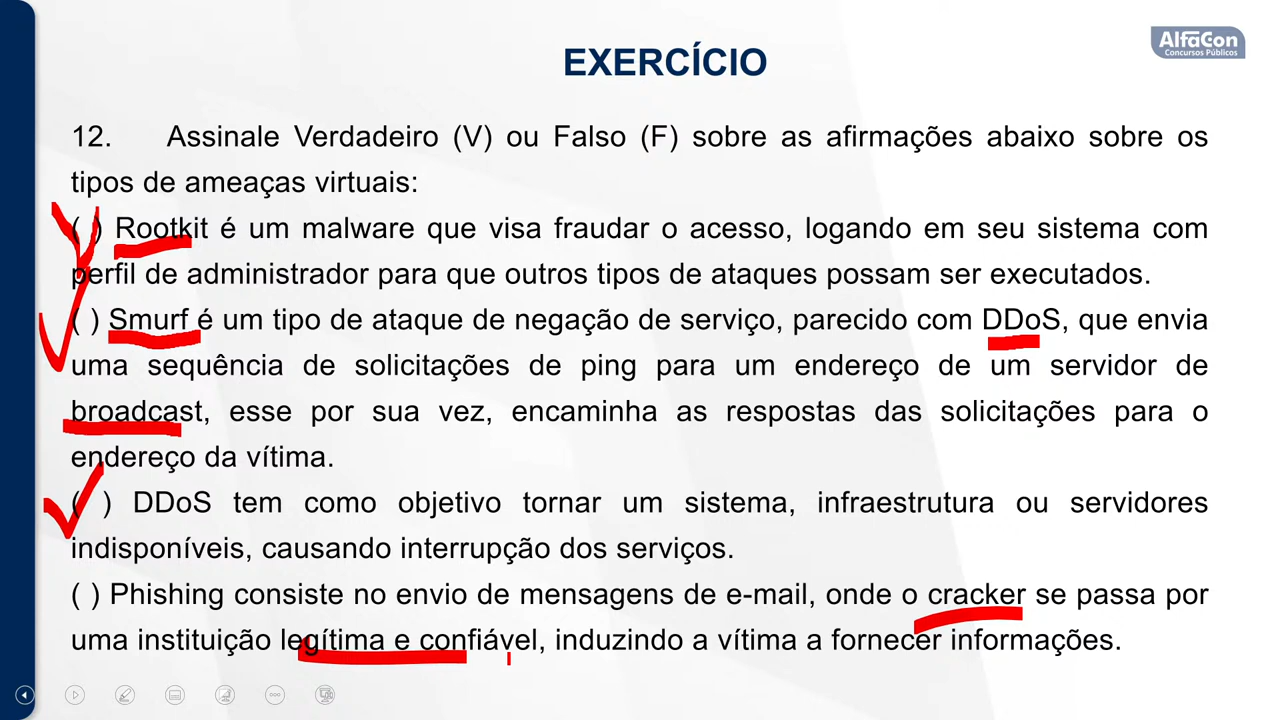 AlfaCon
Concursos Públicos
EXERCÍCIO
12. Assinale Verdadeiro (V) ou Falso (F) sobre as afirmações abaixo sobre os
tipos de ameaças virtuais:
( ) Rootkit é um malware que visa fraudar o acesso, logando em seu sistema com
perfil de administrador para que outros tipos de ataques possam ser executados.
( ) Smurf é um tipo de ataque de negação de serviço, parecido com DDoS, que envia
uma sequência de solicitações de ping para um endereço de um servidor de
broadcast, esse por sua vez, encaminha as respostas das solicitações para o
endereço da vítima.
( ) DDoS tem como objetivo tornar um sistema, infraestrutura ou servidores
indisponíveis, causando interrupção dos serviços.
( ) Phishing consiste no envio de mensagens de e-mail, onde o cracker se passa por
uma instituição legítima e confiável, induzindo a vítima a fornecer informações.